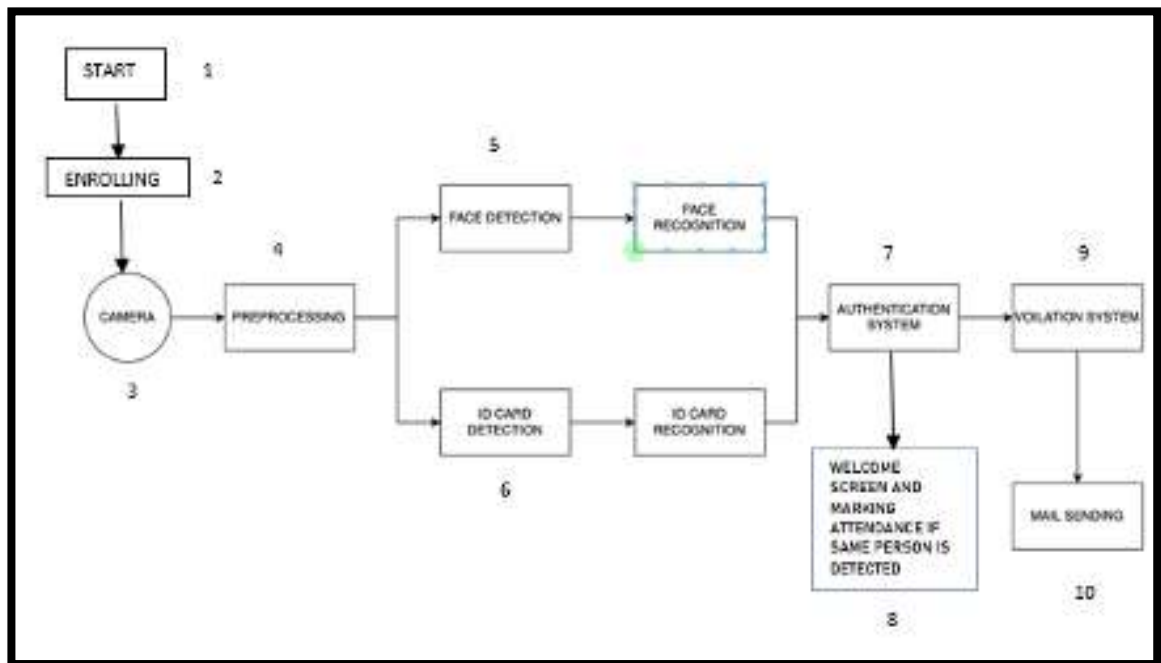 START
1
ENROLLING
2
CAMERA
3
4
PREPROCESSING
5
FACE DETECTION
FACE
RECOGNITION
ID CARD
DETECTION
6
ID CARD
RECOGNITION
7
AUTHENTICATION
SYSTEM
WELCOME
SCREEN AND
MARKING
ATTENDANCE IF
SAME PERSON IS
DETECTED
8
9
VOILATION SYSTEM
MAIL SENDING
10